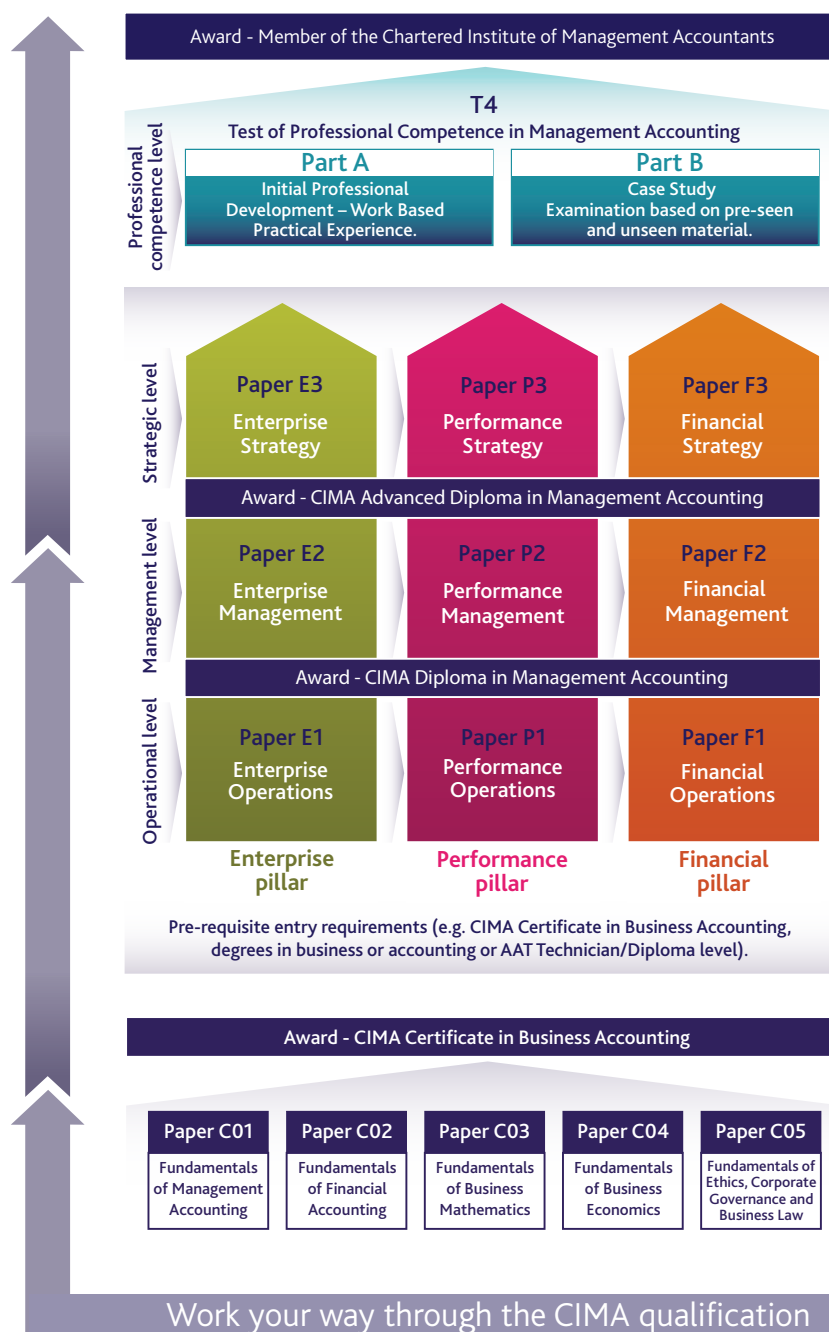 Award - Member of the Chartered Institute of Management Accountants
T4
Test of Professional Competence in Management Accounting
Professional
competence level
Part A
Initial Professional
Development – Work Based
Practical Experience.
Part B
Case Study
Examination based on pre-seen
and unseen material.
Strategic level
Paper E3
Enterprise
Strategy
Paper P3
Performance
Strategy
Paper F3
Financial
Strategy
Award - CIMA Advanced Diploma in Management Accounting
Management level
Paper E2
Enterprise
Management
Paper P2
Performance
Management
Paper F2
Financial
Management
Award - CIMA Diploma in Management Accounting
Operational level
Paper E1
Enterprise
Operations
Paper P1
Performance
Operations
Paper F1
Financial
Operations
Enterprise
pillar
Performance
pillar
Financial
pillar
Pre-requisite entry requirements (e.g. CIMA Certificate in Business Accounting,
degrees in business or accounting or AAT Technician/Diploma level).
Award - CIMA Certificate in Business Accounting
Paper C01
Fundamentals
of Management
Accounting
Paper C02
Fundamentals
of Financial
Accounting
Paper C03
Fundamentals
of Business
Mathematics
Paper C04
Fundamentals
of Business
Economics
Paper C05
Fundamentals of
Ethics, Corporate
Governance and
Business Law
Work your way through the CIMA qualification